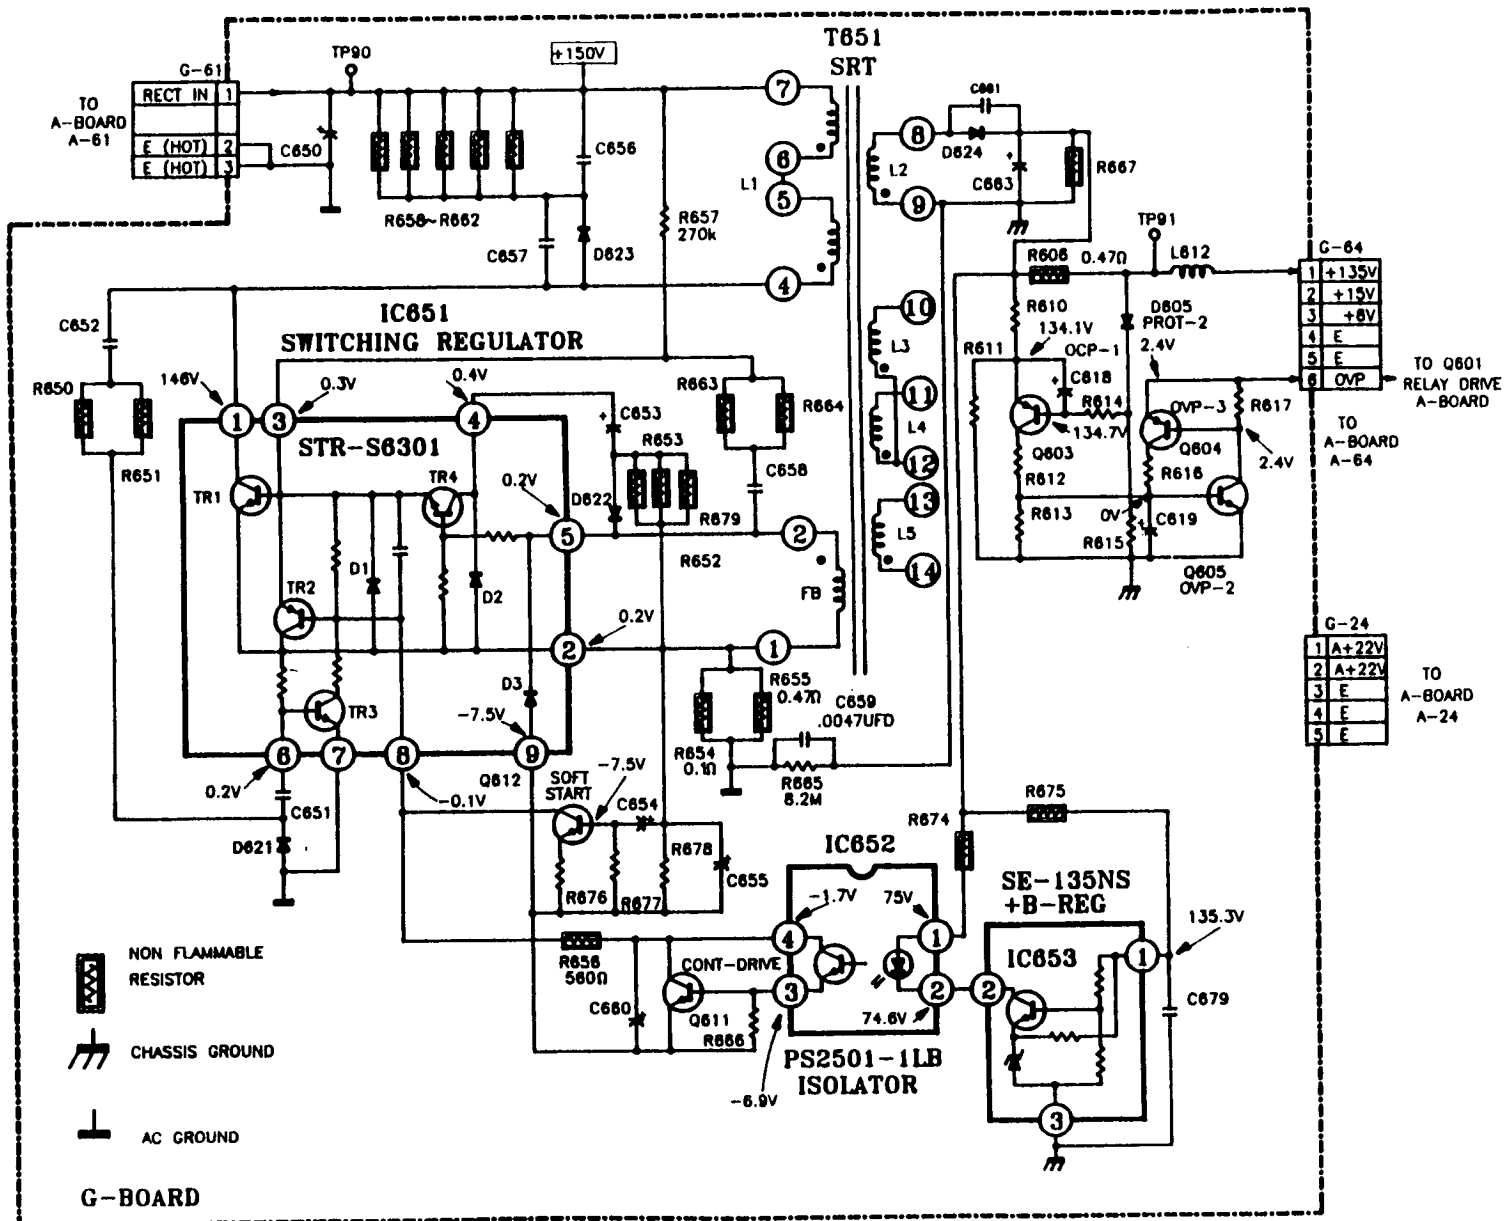 T651
SRT
TP90
+150V
G-61
RECT IN 1
E (HOT) 2
E (HOT) 3
TO
A-BOARD
A-61
C650
R658~R662
C656
C657
D623
R657
270k
7
6
5
4
L1
L2
8
9
C661
D624
C663
R667
TP91
R606 0.47Ω
L612
G-64
1 +135V
2 +15V
3 +6V
4 E
5 E
6 OVP
TO Q601
RELAY DRIVE
A-BOARD
TO
A-BOARD
A-64
IC651
SWITCHING REGULATOR
C652
R650
R651
146V
0.3V
0.4V
1
3
4
STR-S6301
C653
R653
R663
R664
C658
10
L3
11
L4
12
13
L5
14
R610
134.1V
OCP-1
D605
PROT-2
2.4V
R611
C618
R614
134.7V
Q603
OVP-3
Q604
R617
2.4V
R612
R616
R613
0V
C619
R615
Q605
OVP-2
TR1
TR4
0.2V
D622
5
R679
R652
2
FB
D1
TR2
D2
0.2V
2
1
D3
TR3
-7.5V
6
7
8
9
R655
0.47Ω
C659
.0047UFD
R654
0.1Ω
R665
8.2M
G-24
1 A+22V
2 A+22V
3 E
4 E
5 E
TO
A-BOARD
A-24
0.2V
C651
-0.1V
Q612
SOFT
START
-7.5V
C654
D621
R676
R677
R678
C655
R674
R675
IC652
-1.7V
75V
4
1
3
2
SE-135NS
+B-REG
IC653
135.3V
2
1
3
C679
R656
560Ω
CONT-DRIVE
C660
Q611
R666
74.6V
-6.9V
PS2501-1LB
ISOLATOR
NON FLAMMABLE
RESISTOR
CHASSIS GROUND
AC GROUND
G-BOARD